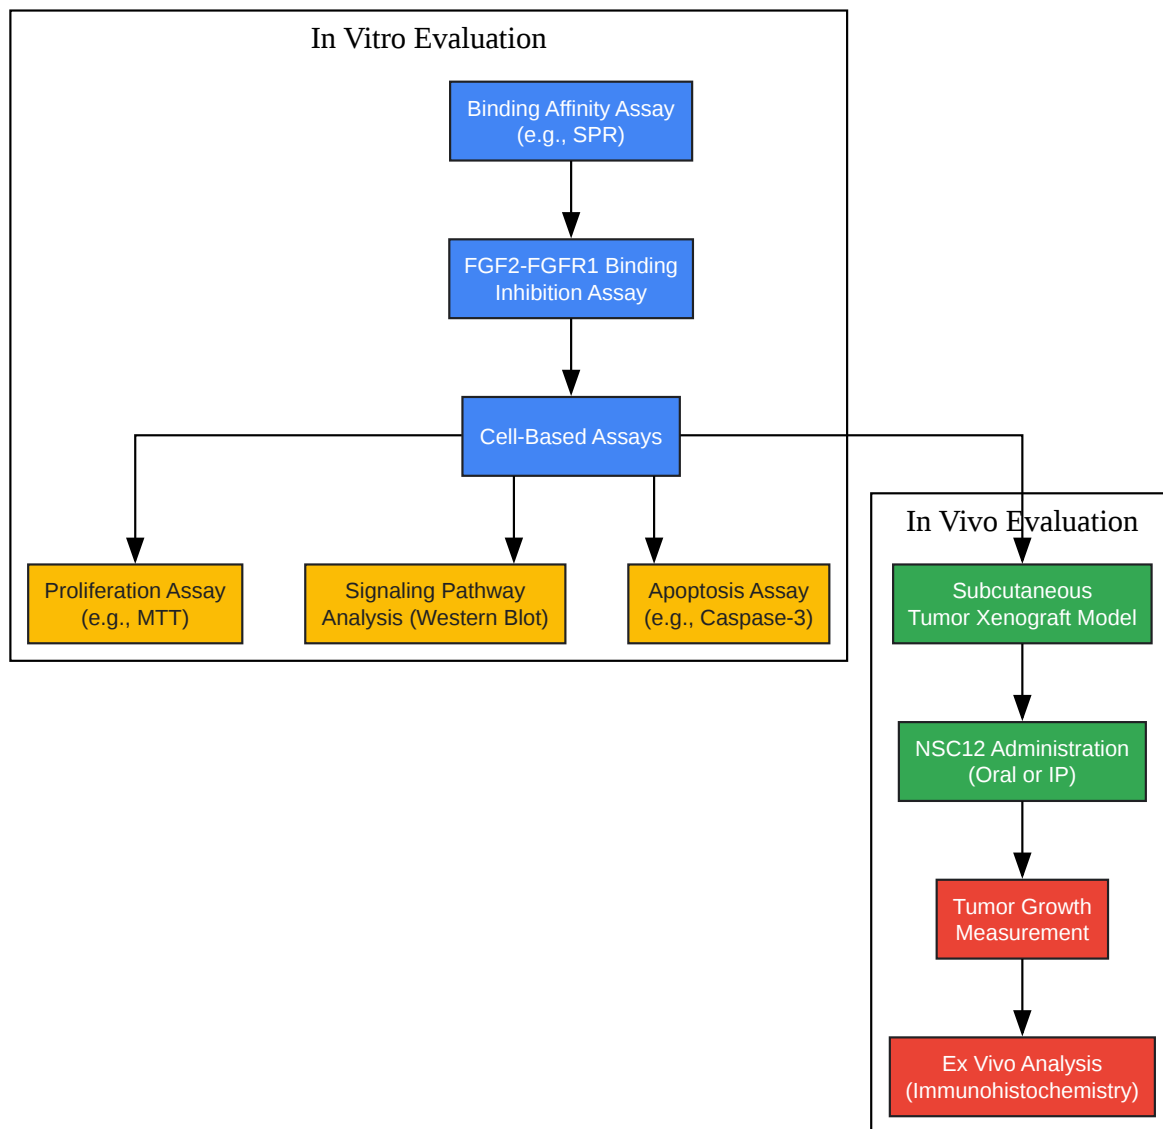 In Vitro Evaluation
Binding Affinity Assay
(e.g., SPR)
FGF2-FGFR1 Binding
Inhibition Assay
Cell-Based Assays
Proliferation Assay
(e.g., MTT)
Signaling Pathway
Analysis (Western Blot)
Apoptosis Assay
(e.g., Caspase-3)
In Vivo Evaluation
Subcutaneous
Tumor Xenograft Model
NSC12 Administration
(Oral or IP)
Tumor Growth
Measurement
Ex Vivo Analysis
(Immunohistochemistry)